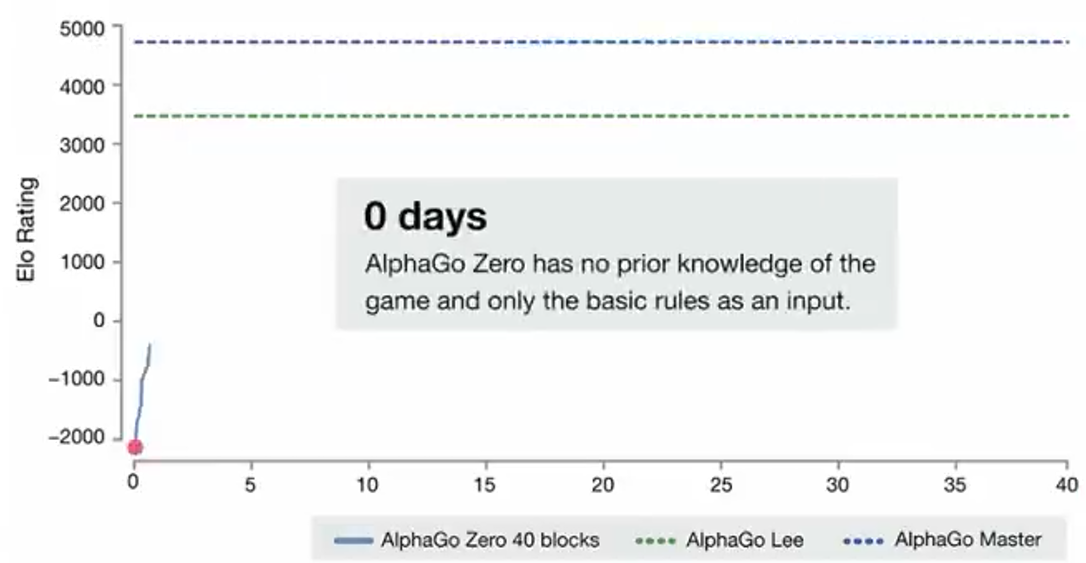 5000
4000
3000
2000
1000
0
−1000
−2000
Elo Rating
0 days
AlphaGo Zero has no prior knowledge of the
game and only the basic rules as an input.
0 5 10 15 20 25 30 35 40
AlphaGo Zero 40 blocks AlphaGo Lee AlphaGo Master